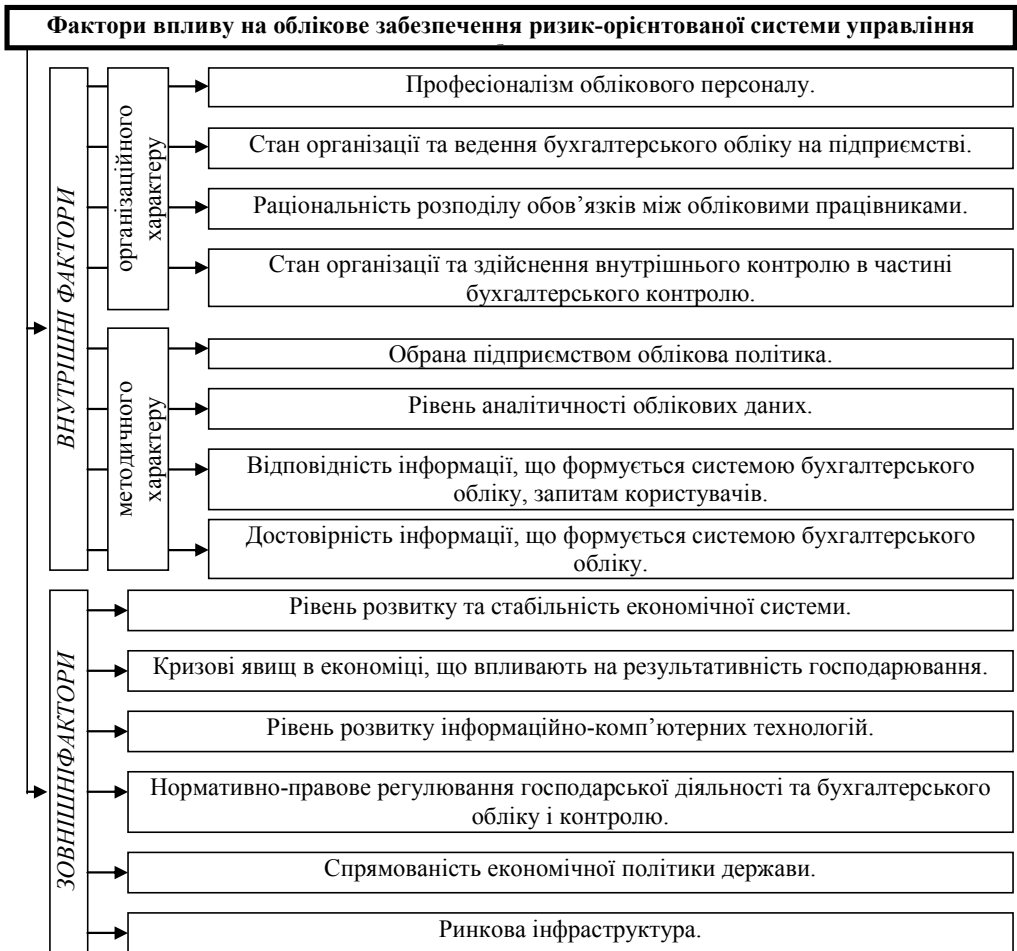 Фактори впливу на облікове забезпечення ризик-орієнтованої системи управління
ВНУТРІШНІ ФАКТОРИ
організаційного
характеру
Професіоналізм облікового персоналу.
Стан організації та ведення бухгалтерського обліку на підприємстві.
Раціональність розподілу обов’язків між обліковими працівниками.
Стан організації та здійснення внутрішнього контролю в частині
бухгалтерського контролю.
методичного
характеру
Обрана підприємством облікова політика.
Рівень аналітичності облікових даних.
Відповідність інформації, що формується системою бухгалтерського
обліку, запитам користувачів.
Достовірність інформації, що формується системою бухгалтерського
обліку.
ЗОВНІШНІФАКТОРИ
Рівень розвитку та стабільність економічної системи.
Кризові явищ в економіці, що впливають на результативність господарювання.
Рівень розвитку інформаційно-комп’ютерних технологій.
Нормативно-правове регулювання господарської діяльності та бухгалтерського
обліку і контролю.
Спрямованість економічної політики держави.
Ринкова інфраструктура.